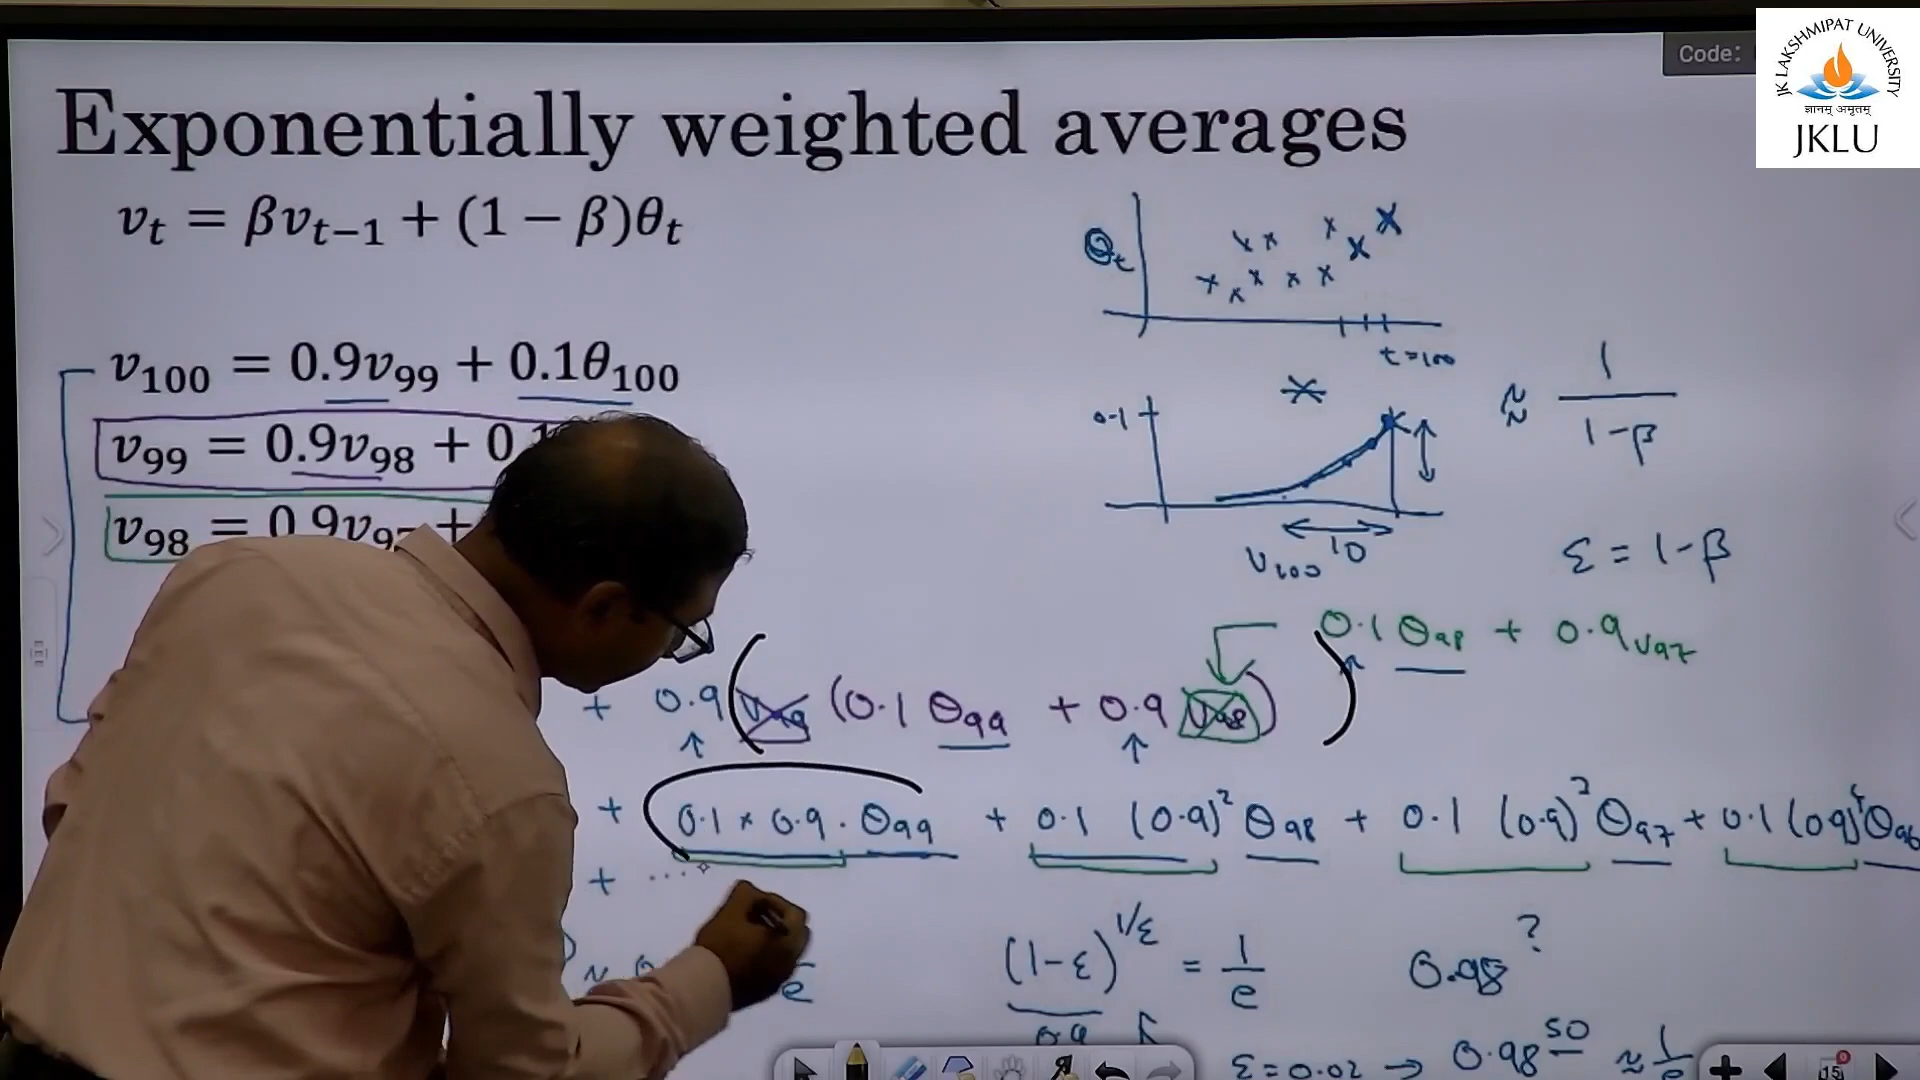 Code:
JK LAKSHMIPAT UNIVERSITY
ज्ञानम् अमृतम्
JKLU
Exponentially weighted averages
vₜ = βvₜ₋₁ + (1 − β)θₜ
θₜ
t=100
v₁₀₀ = 0.9v₉₉ + 0.1θ₁₀₀
v₉₉ = 0.9v₉₈ + 0.1
v₉₈ = 0.9v₉ +
0.1
10
V₁₀₀
≈ 1/(1-β)
ε = 1-β
0.1 θ₉₈ + 0.9 V₉₇
+ 0.9 ( V₉₉ (0.1 θ₉₉ + 0.9 V₉₈) )
+ 0.1 × 0.9 · θ₉₉ + 0.1 (0.9)² θ₉₈ + 0.1 (0.9)³ θ₉₇ + 0.1 (0.9)⁴ θ₉₆
+ ....
e
(1-ε)^(1/ε) = 1/e
0.98^?
0.9
ε = 0.02 → 0.98^50 ≈ 1/e
15